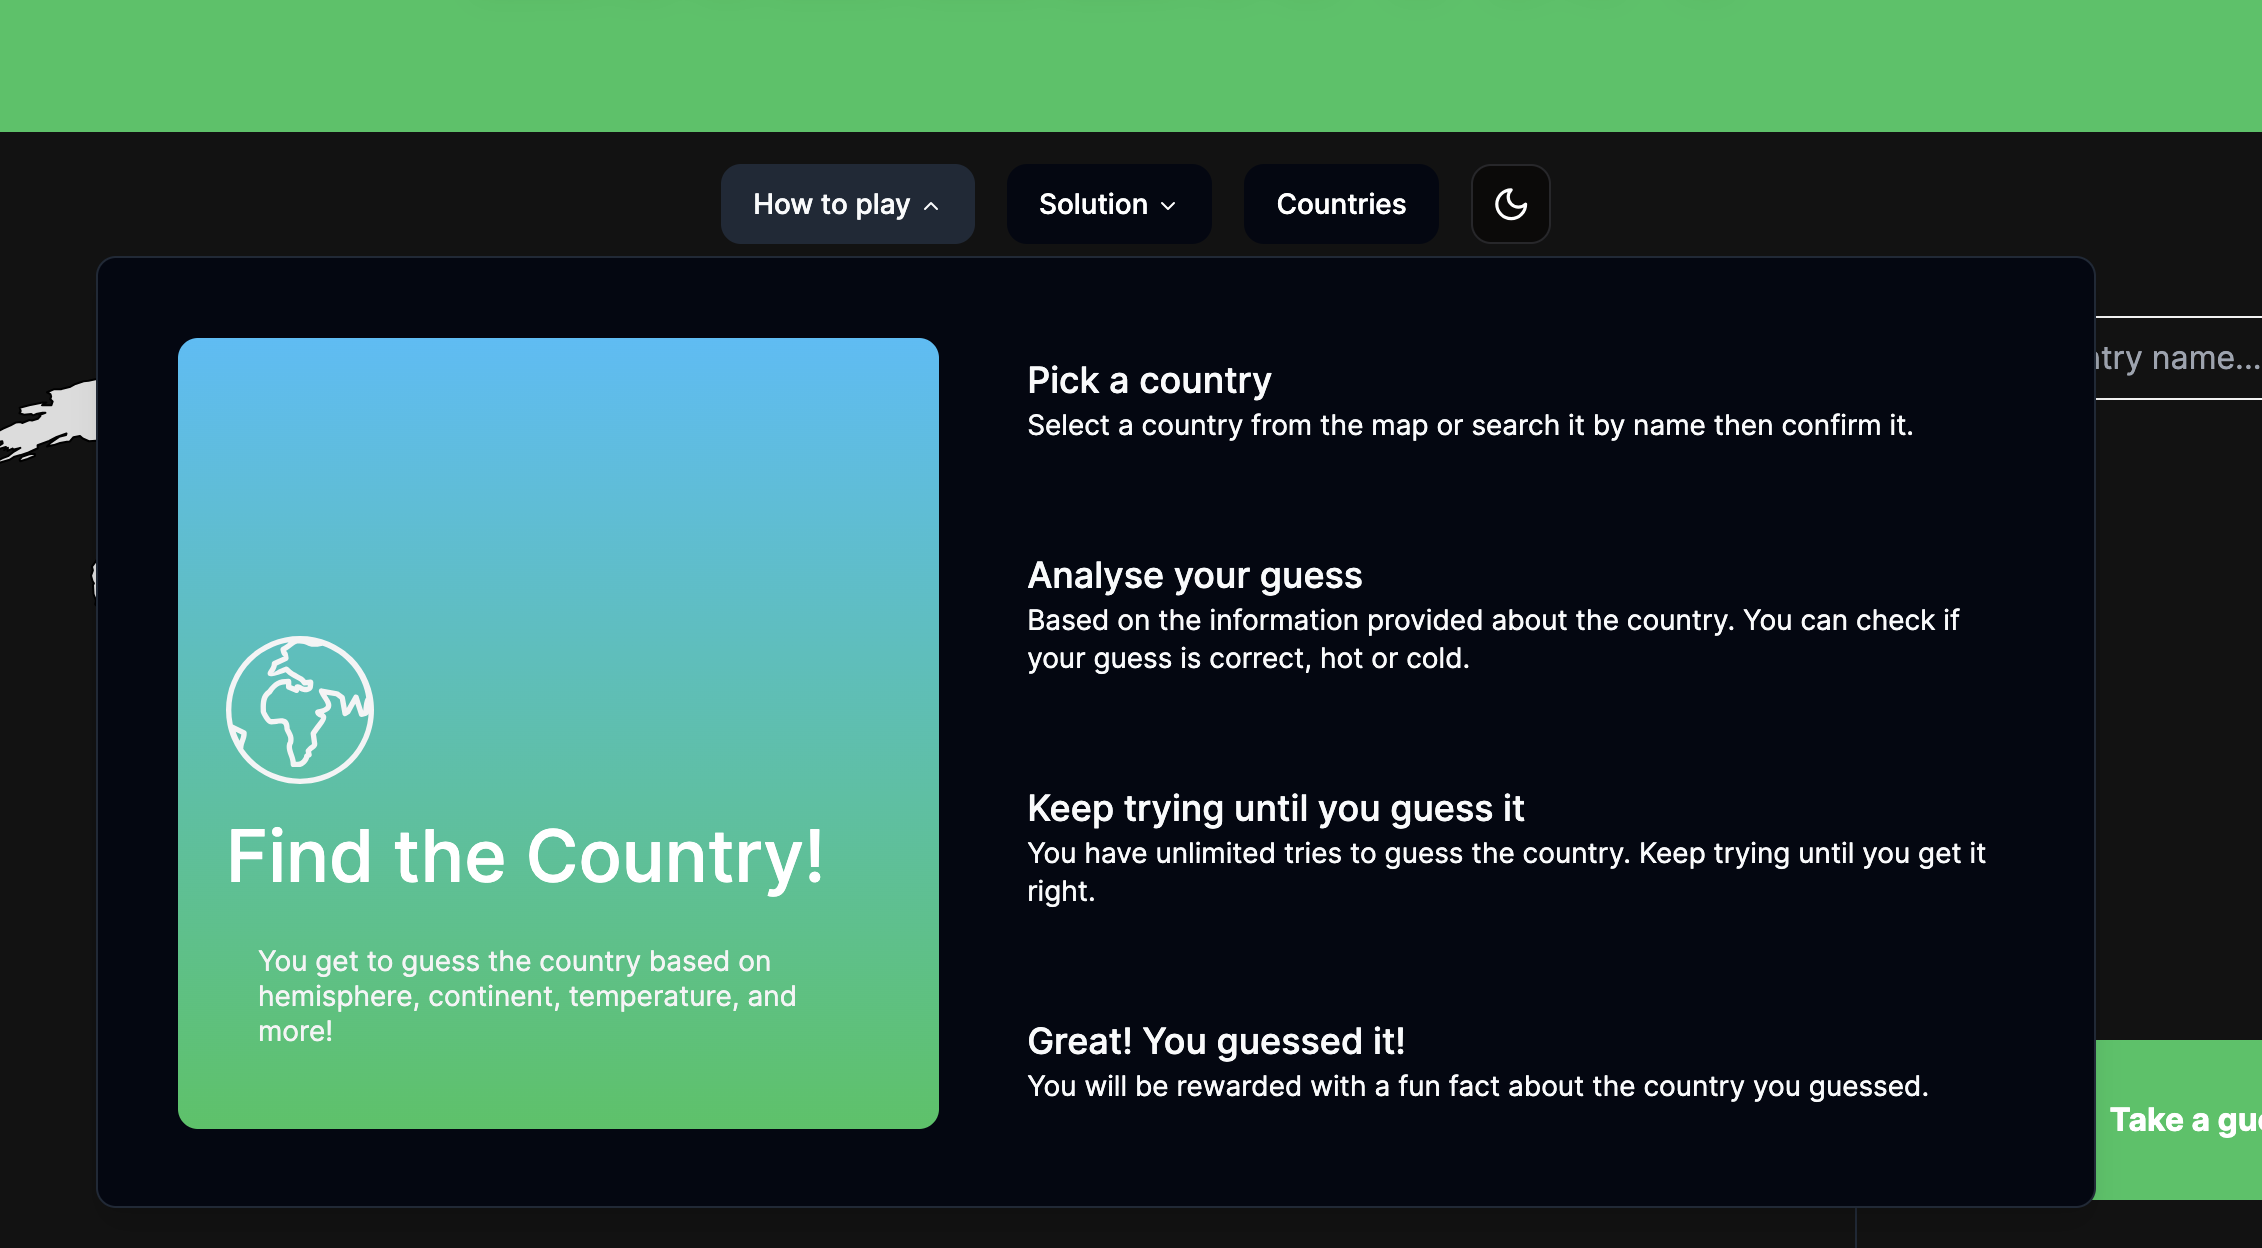 How to play
Solution
Countries
name...
Find the Country!
You get to guess the country based on
hemisphere, continent, temperature, and
more!
Pick a country
Select a country from the map or search it by name then confirm it.
Analyse your guess
Based on the information provided about the country. You can check if
your guess is correct, hot or cold.
Keep trying until you guess it
You have unlimited tries to guess the country. Keep trying until you get it
right.
Great! You guessed it!
You will be rewarded with a fun fact about the country you guessed.
Take a